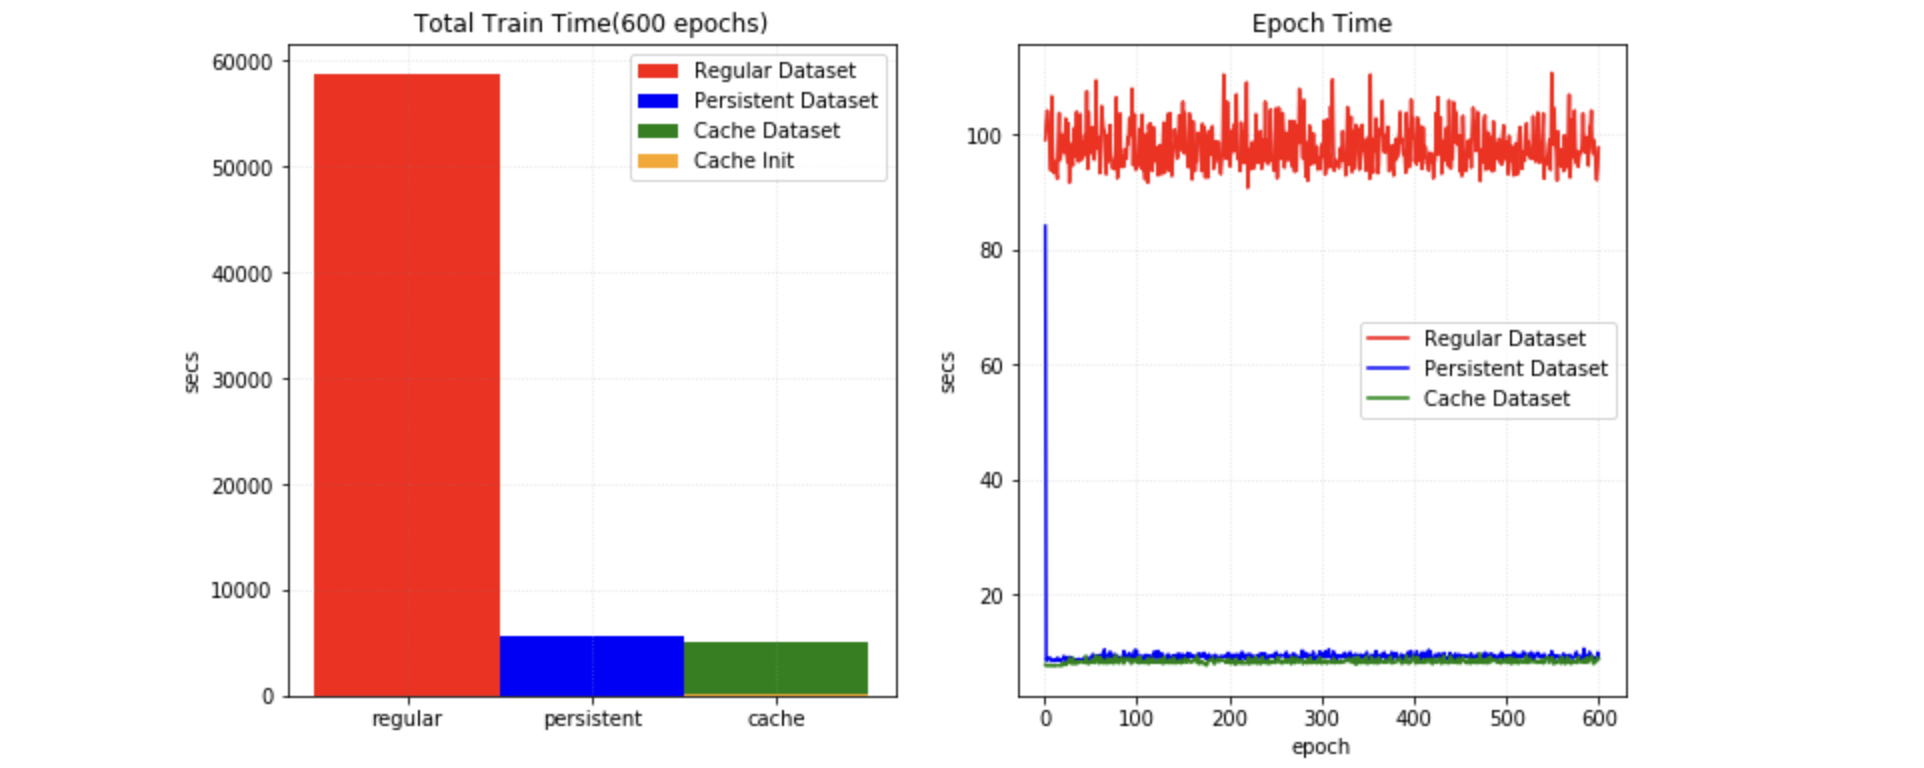 Total Train Time(600 epochs)
60000
50000
40000
30000
20000
10000
0
secs
Regular Dataset
Persistent Dataset
Cache Dataset
Cache Init
regular persistent cache
Epoch Time
100
80
60
40
20
secs
Regular Dataset
Persistent Dataset
Cache Dataset
0 100 200 300 400 500 600
epoch